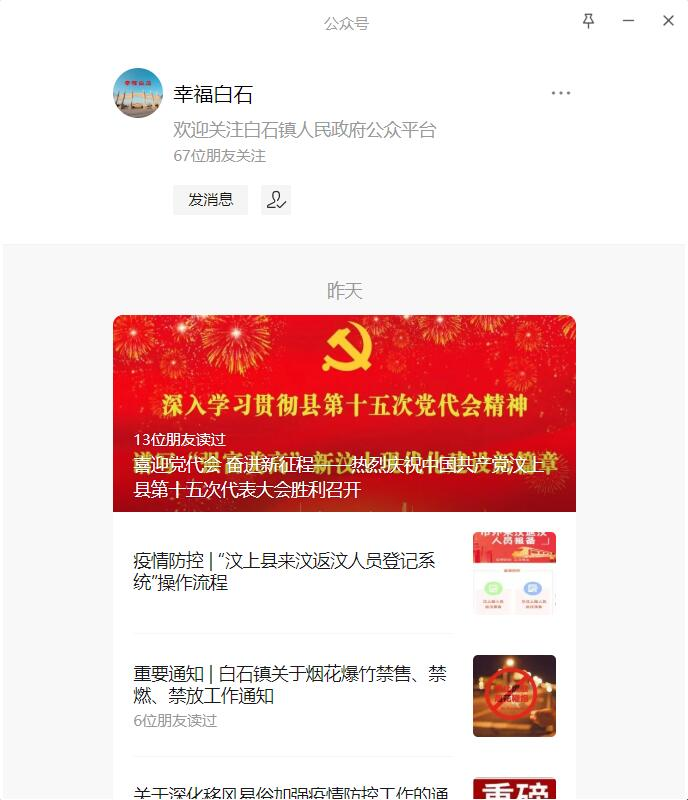 公众号
幸福白石
幸福白石
欢迎关注白石镇人民政府公众平台
67位朋友关注
发消息
昨天
深入学习贯彻县第十五次党代会精神
13位朋友读过
喜迎党代会 奋进新征程——热烈庆祝中国共产党汶上
县第十五次代表大会胜利召开
疫情防控 | “汶上县来汶返汶人员登记系
统”操作流程
人员报备
重要通知 | 白石镇关于烟花爆竹禁售、禁
燃、禁放工作通知
6位朋友读过
关于深化移风易俗加强疫情防控工作的通
重磅